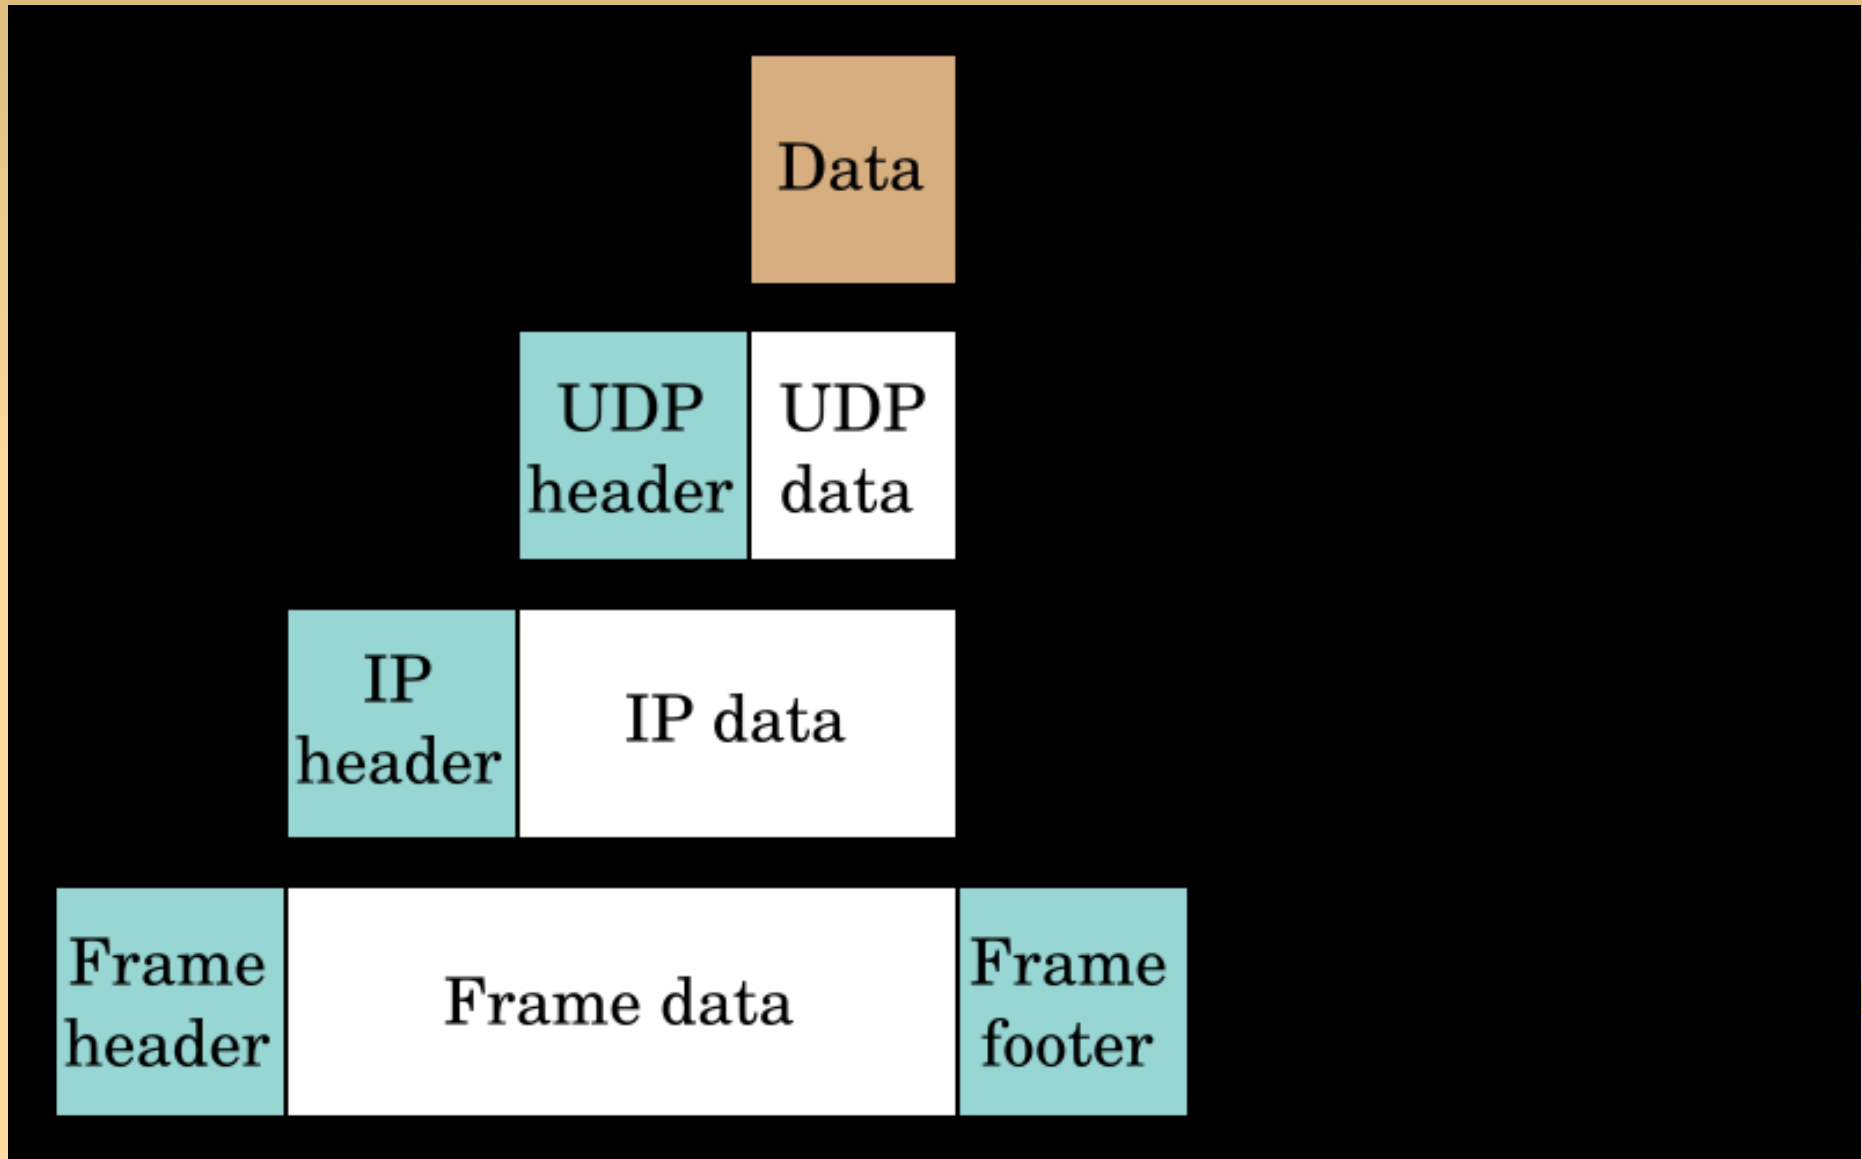 Data
UDP
header
UDP
data
IP
header
IP data
Frame
header
Frame data
Frame
footer